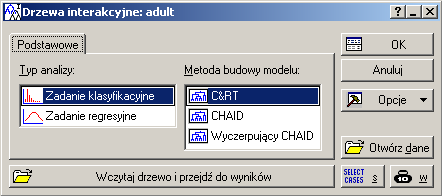 Drzewa interakcyjne: adult
? _ X
Podstawowe
Typ analizy:
Zadanie klasyfikacyjne
Zadanie regresyjne
Metoda budowy modelu:
C&RT
CHAID
Wyczerpujący CHAID
OK
Anuluj
Opcje
Otwórz dane
SELECT CASES s
w
Wczytaj drzewo i przejdź do wyników